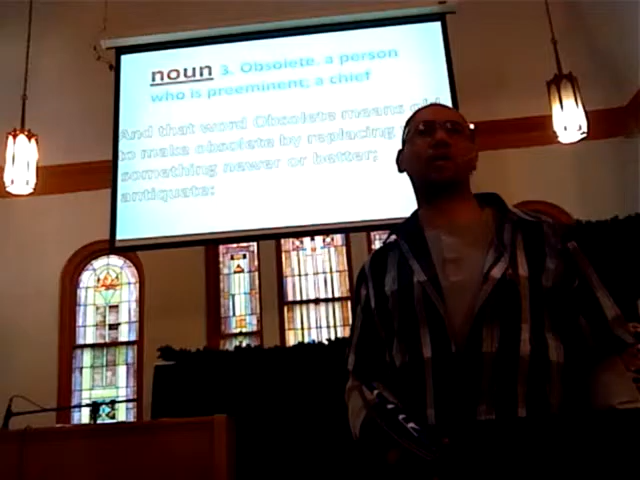 noun 3. Obsolete. a person
who is preeminent; a chief
And that word Obsolete means old
to make obsolete by replacing
something newer or better;
antiquate: